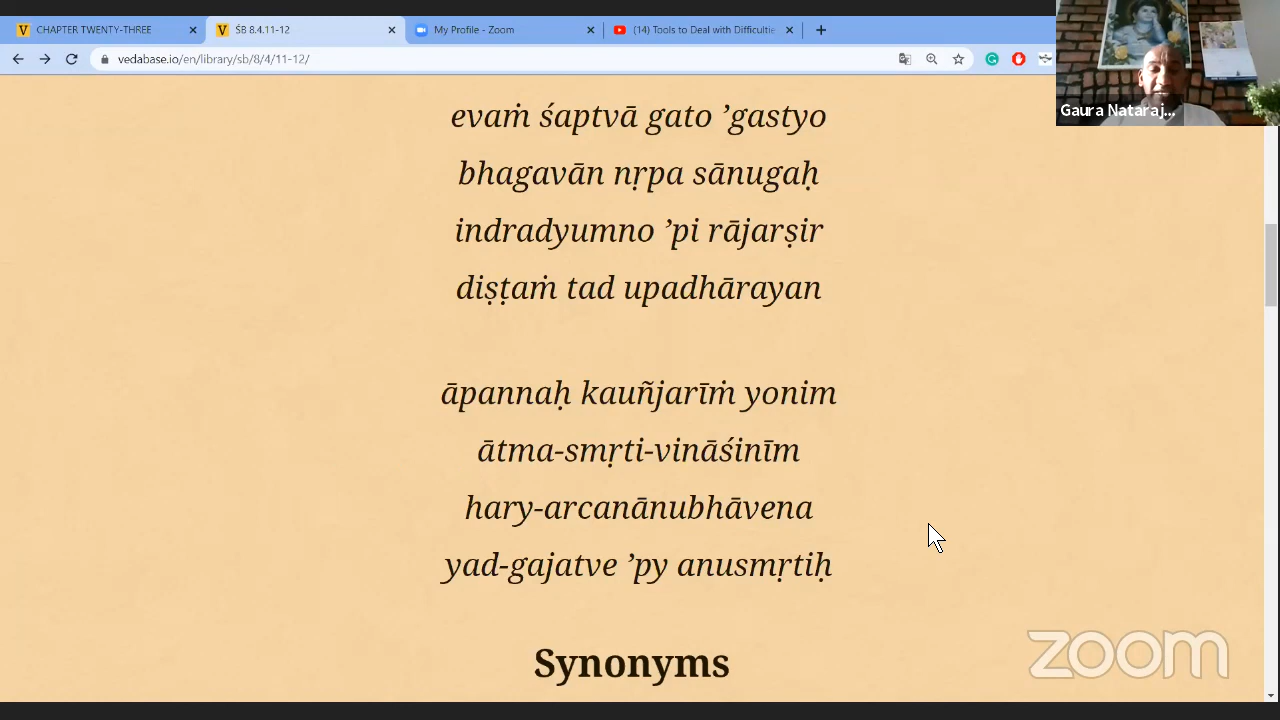 CHAPTER TWENTY-THREE
ŚB 8.4.11-12
My Profile - Zoom
(14) Tools to Deal with Difficultie
vedabase.io/en/library/sb/8/4/11-12/
Gaura Nataraj...
evaṁ śaptvā gato ’gastyo
bhagavān nṛpa sānugaḥ
indradyumno ’pi rājarṣir
diṣṭaṁ tad upadhārayan
āpannaḥ kauñjarīṁ yonim
ātma-smṛti-vināśinīm
hary-arcanānubhāvena
yad-gajatve ’py anusmṛtiḥ
Synonyms
zoom